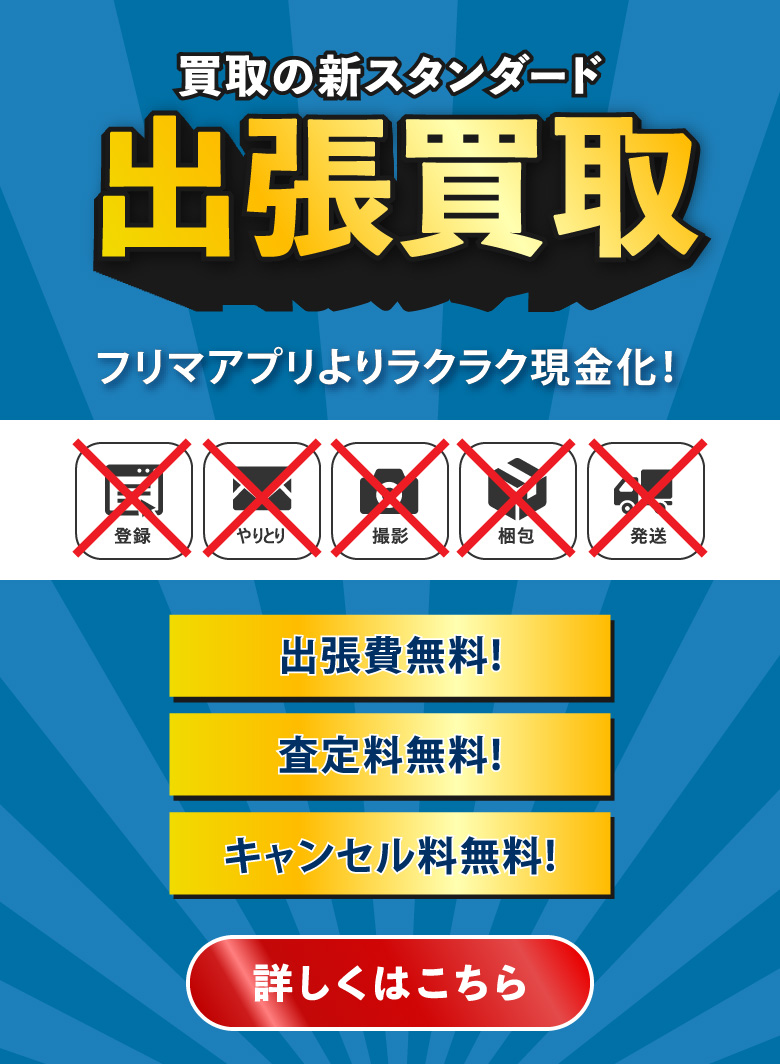 買取の新スタンダード
出張買取
フリマアプリよりラクラク現金化！
登録
やりとり
撮影
梱包
発送
出張費無料!
査定料無料!
キャンセル料無料!
詳しくはこちら